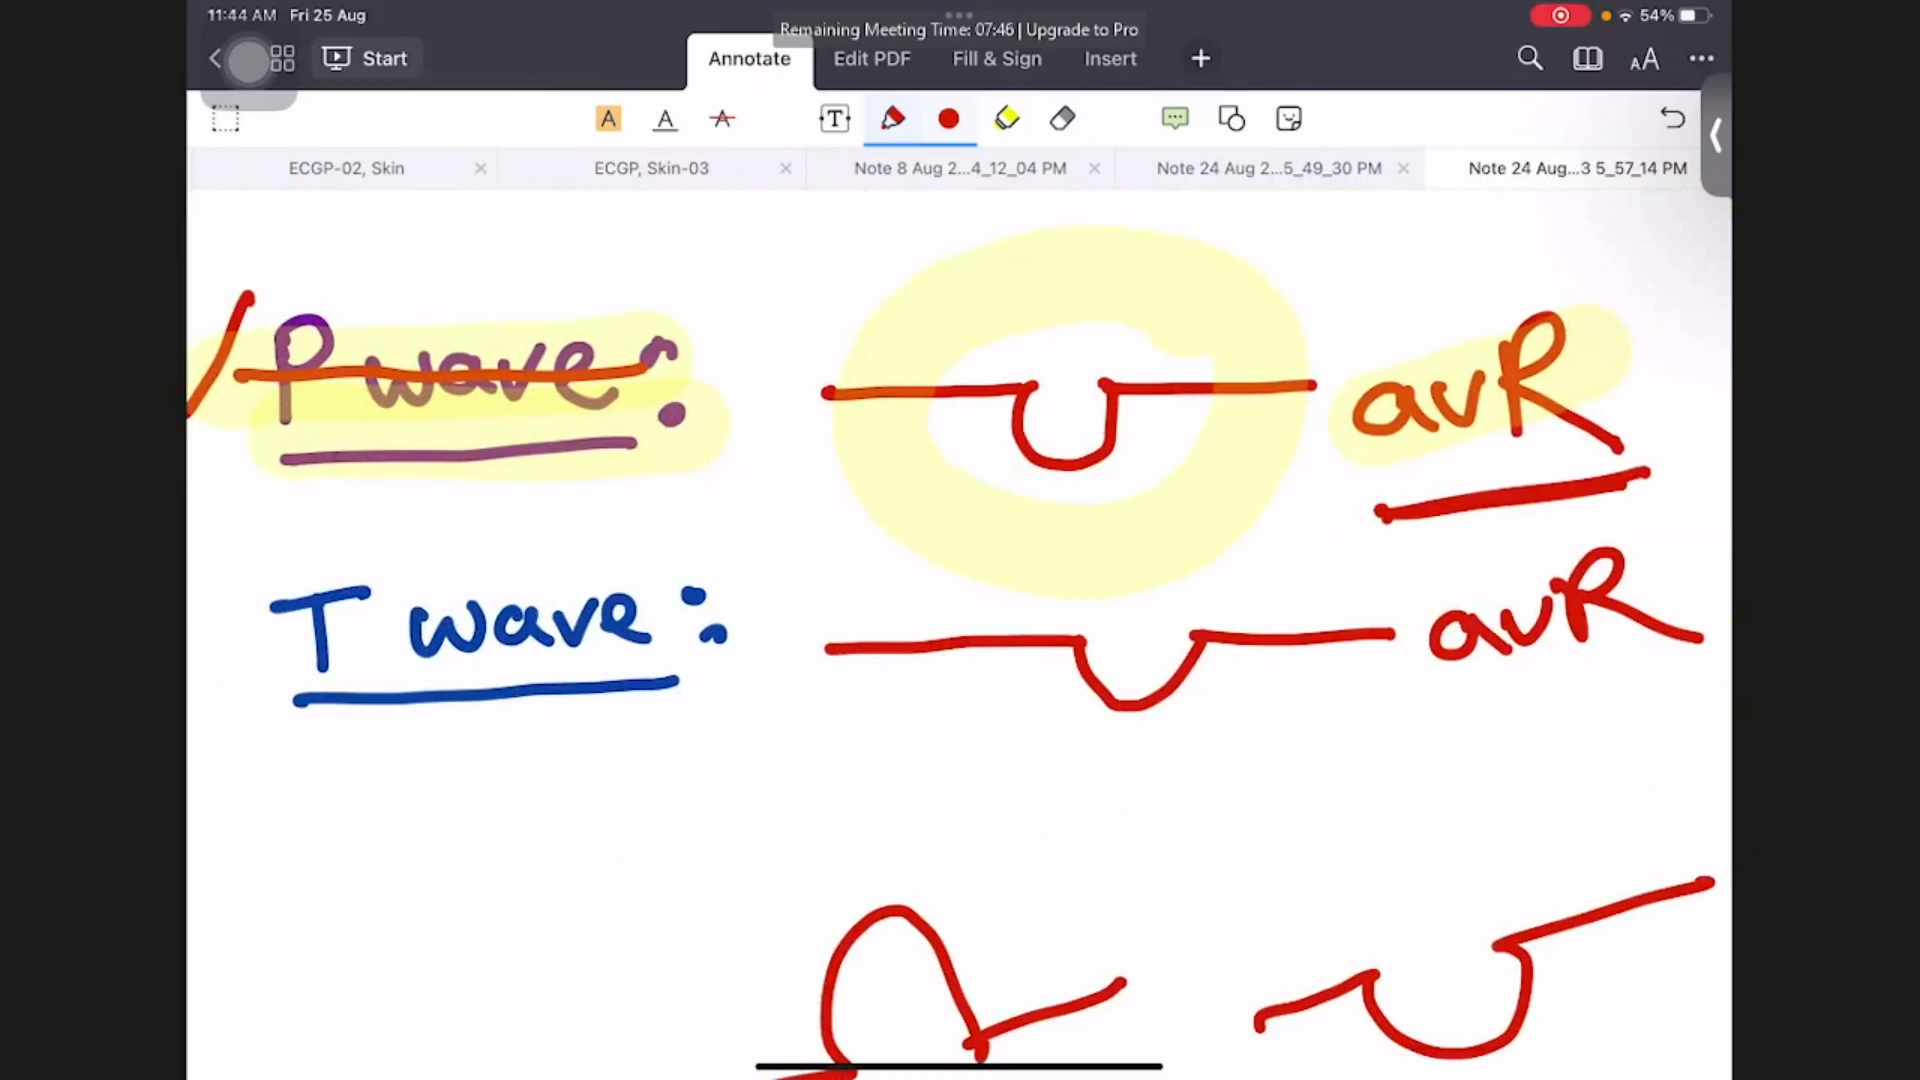 11:44 AM Fri 25 Aug
Remaining Meeting Time: 07:46 | Upgrade to Pro
54%
Start
Annotate
Edit PDF
Fill & Sign
Insert
ECGP-02, Skin
ECGP, Skin-03
Note 8 Aug 2...4_12_04 PM
Note 24 Aug 2...5_49_30 PM
Note 24 Aug...3 5_57_14 PM
P wave: avR
T wave: avR